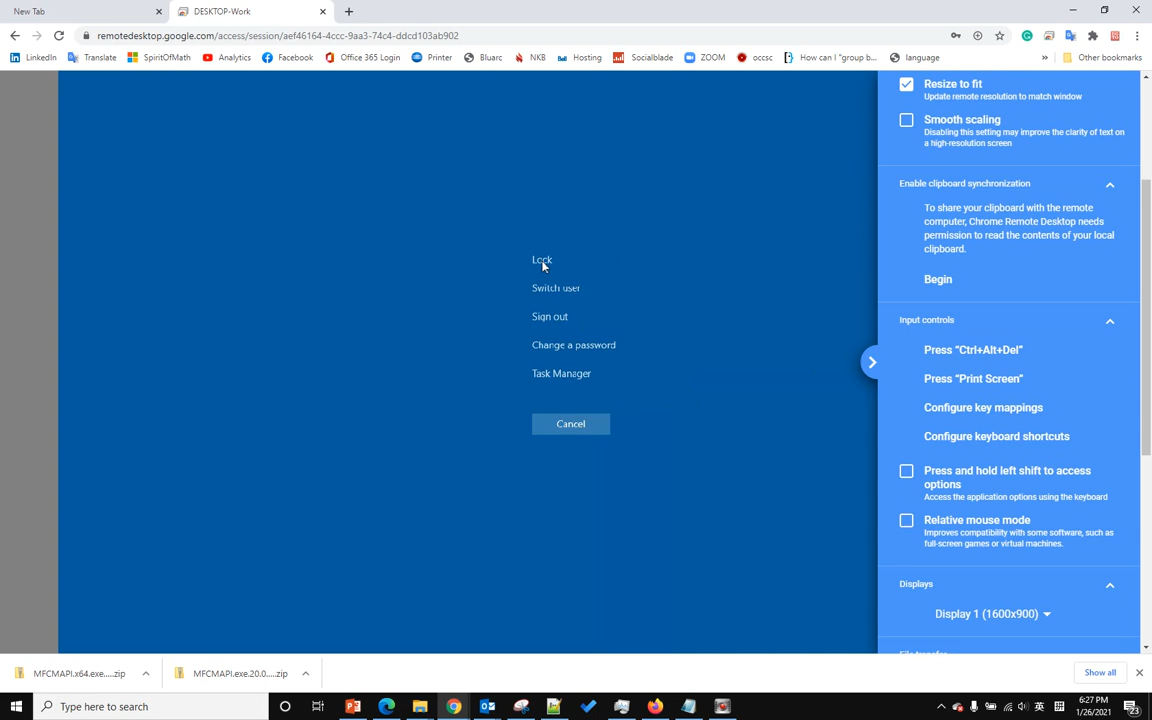 New Tab
DESKTOP-Work
remotedesktop.google.com/access/session/aef46164-4ccc-9aa3-74c4-ddcd103ab902
LinkedIn Translate SpiritOfMath Analytics Facebook Office 365 Login Printer Bluarc NKB Hosting Socialblade ZOOM occsc How can I "group b... language » Other bookmarks
Resize to fit
Update remote resolution to match window
Smooth scaling
Disabling this setting may improve the clarity of text on
a high-resolution screen
Enable clipboard synchronization
To share your clipboard with the remote
computer, Chrome Remote Desktop needs
permission to read the contents of your local
clipboard.
Begin
Lock
Switch user
Sign out
Change a password
Task Manager
Cancel
Input controls
Press "Ctrl+Alt+Del"
Press "Print Screen"
Configure key mappings
Configure keyboard shortcuts
Press and hold left shift to access
options
Access the application options using the keyboard
Relative mouse mode
Improves compatibility with some software, such as
full-screen games or virtual machines.
Displays
Display 1 (1600x900)
MFCMAPI.x64.exe.....zip
MFCMAPI.exe.20.0....zip
Show all
Type here to search
英 拼
6:27 PM
1/26/2021
23